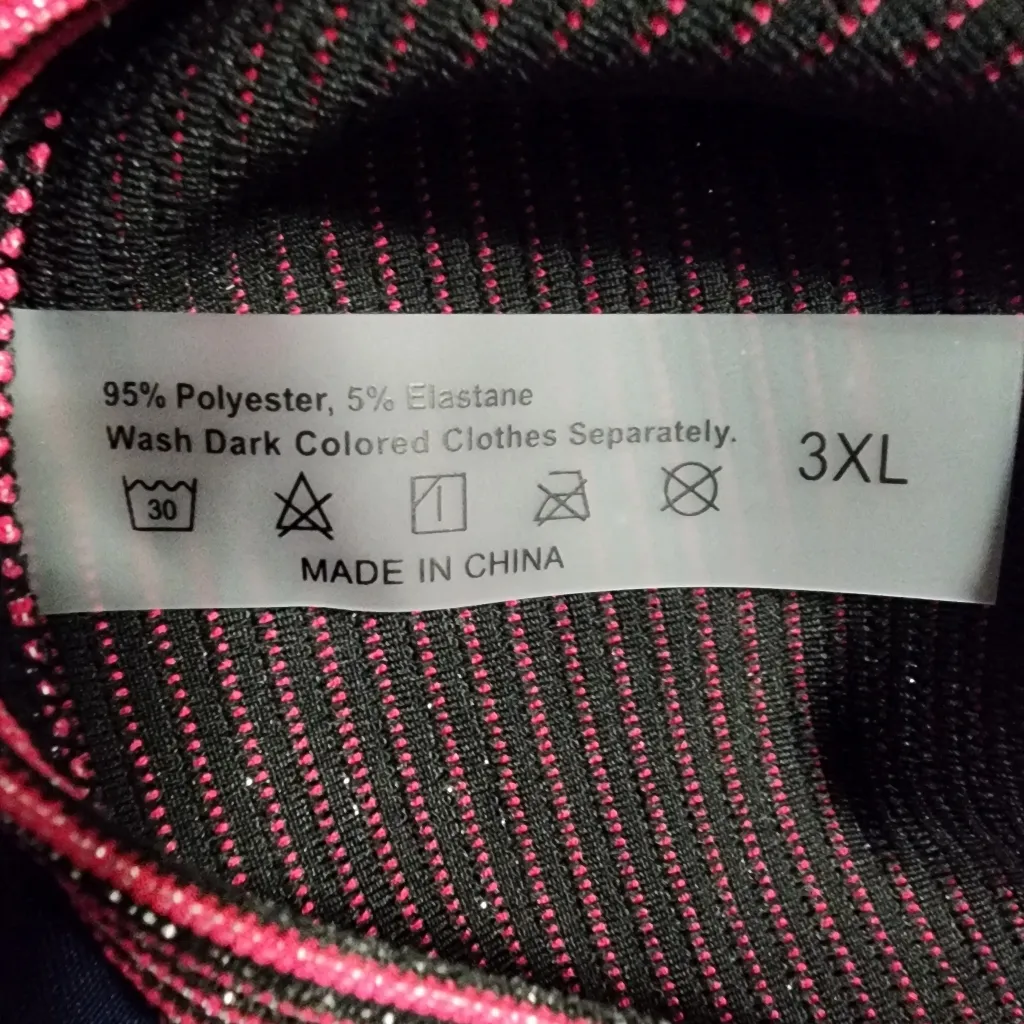 95% Polyester, 5% Elastane
Wash Dark Colored Clothes Separately.
3XL
30
MADE IN CHINA